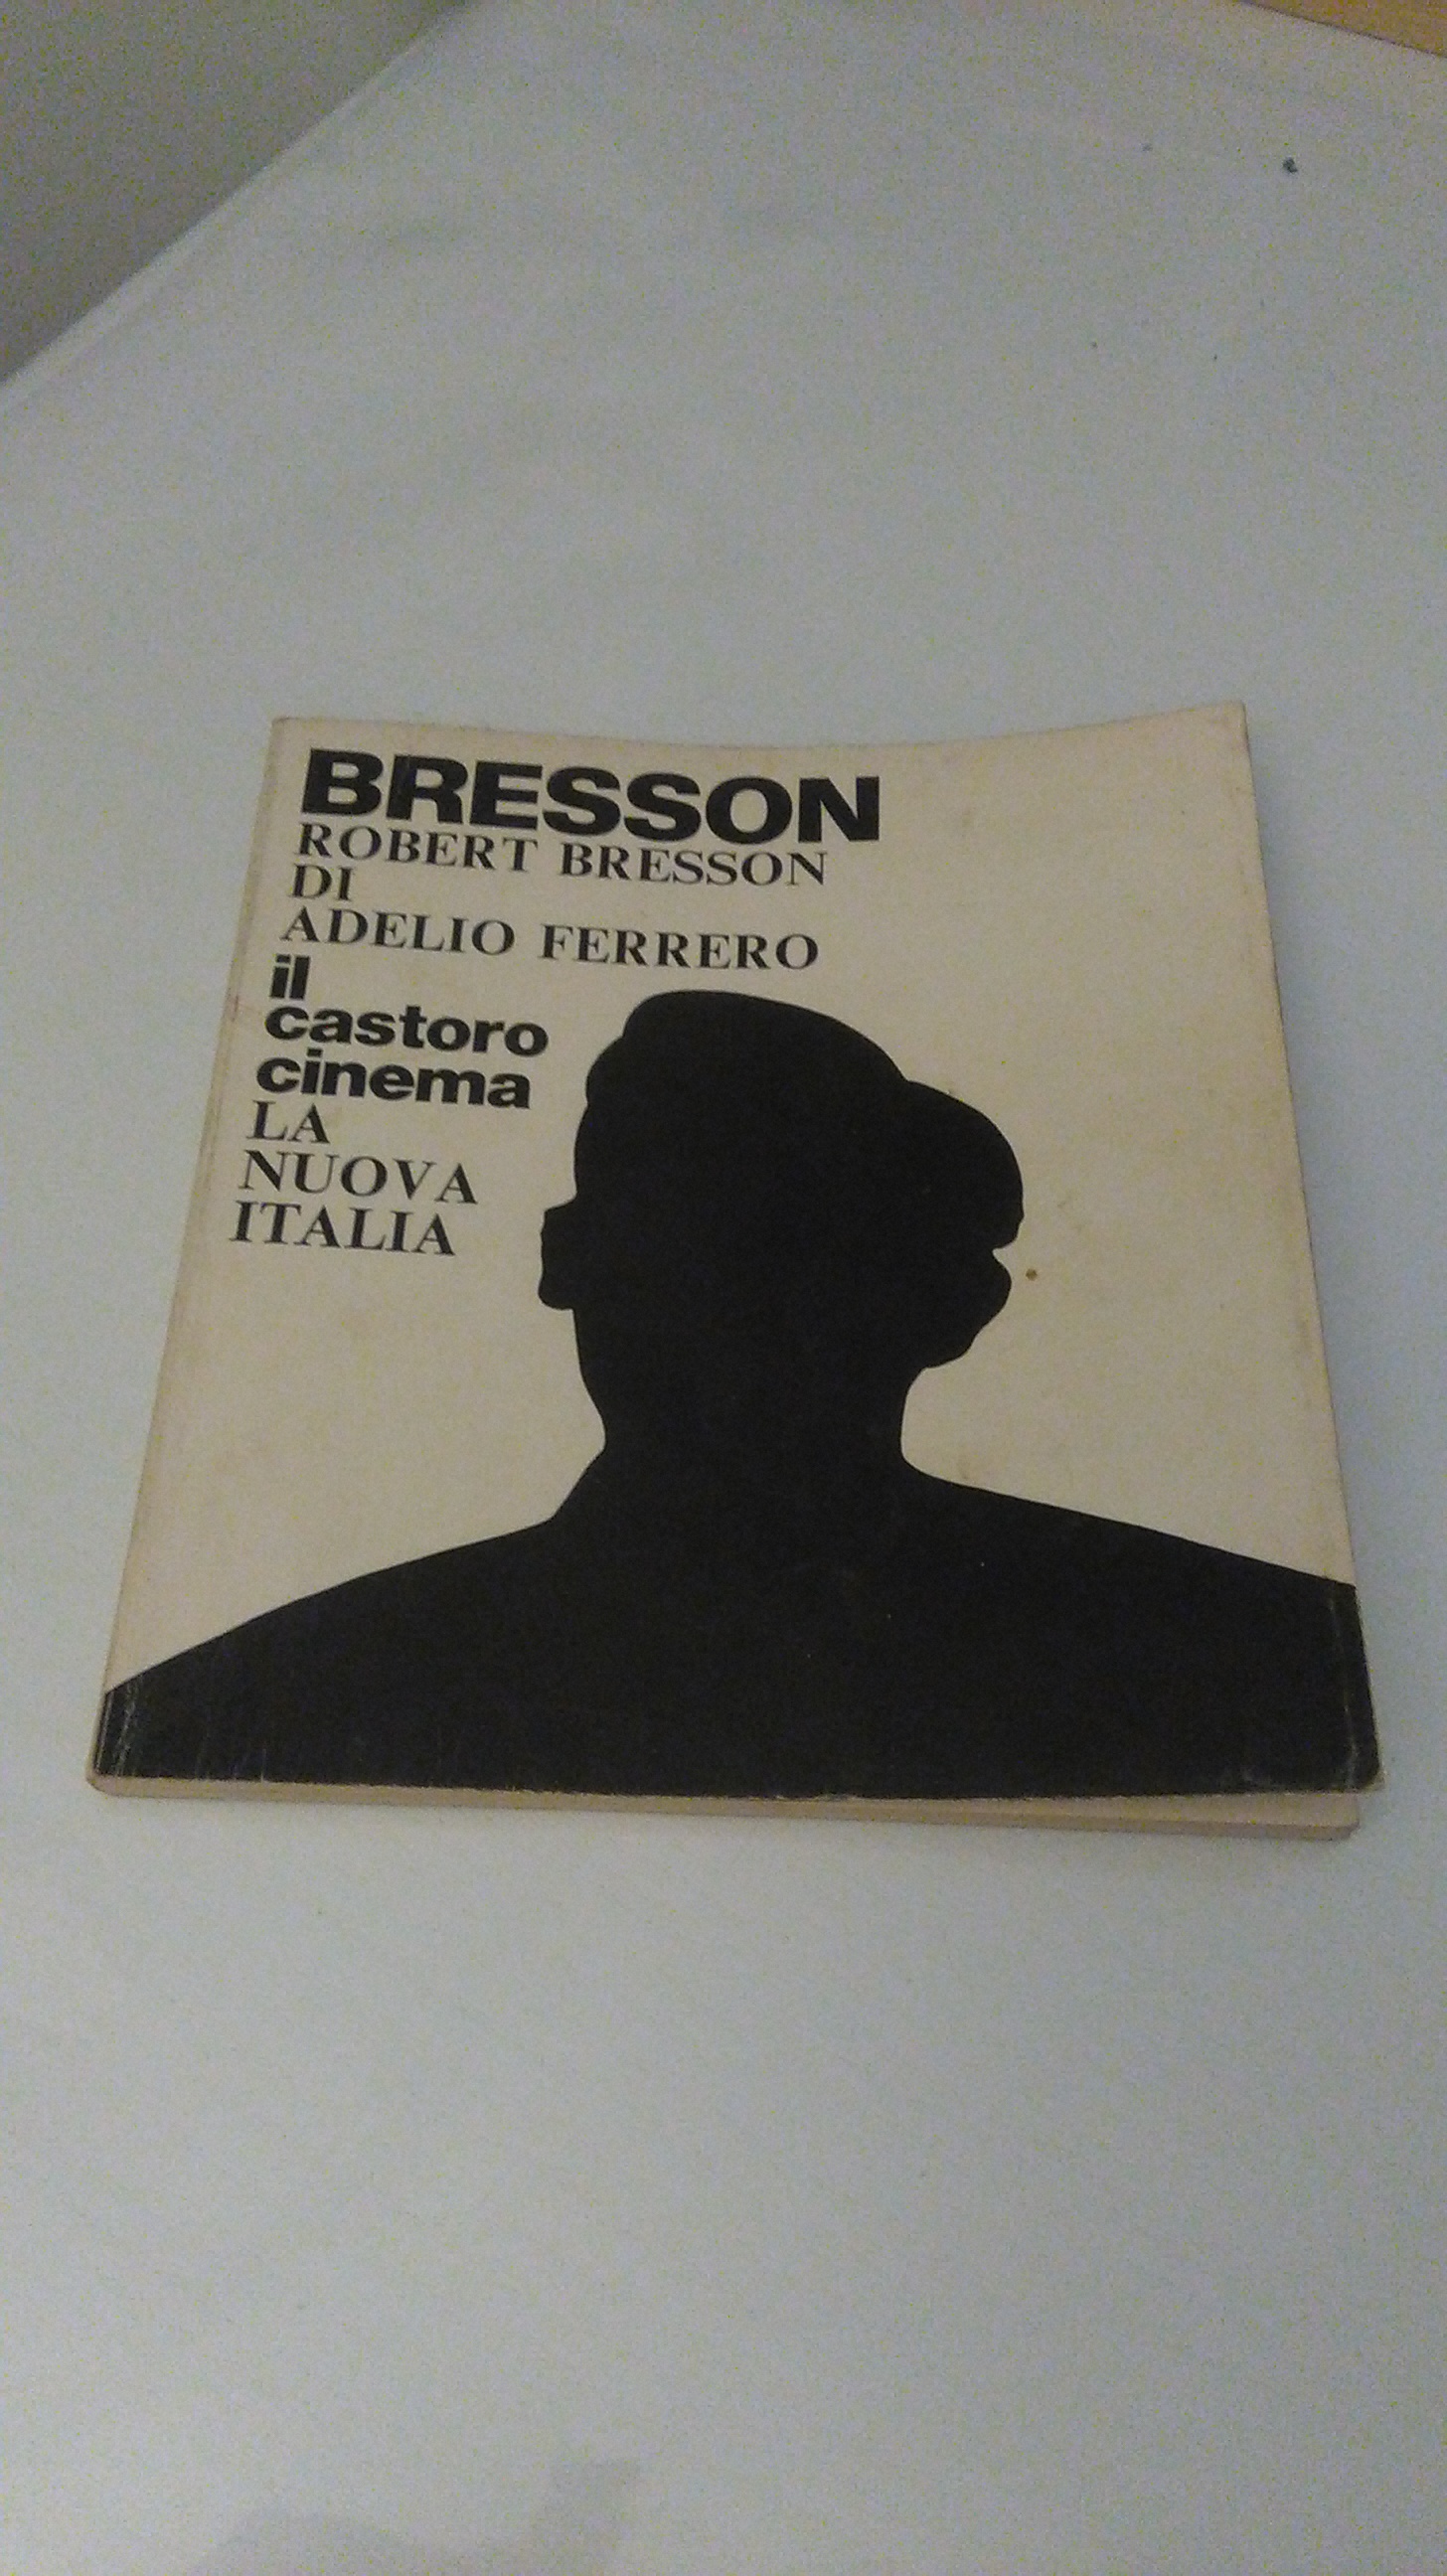 BRESSON
ROBERT BRESSON
DI
ADELIO FERRERO
il
castoro
cinema
LA
NUOVA
ITALIA